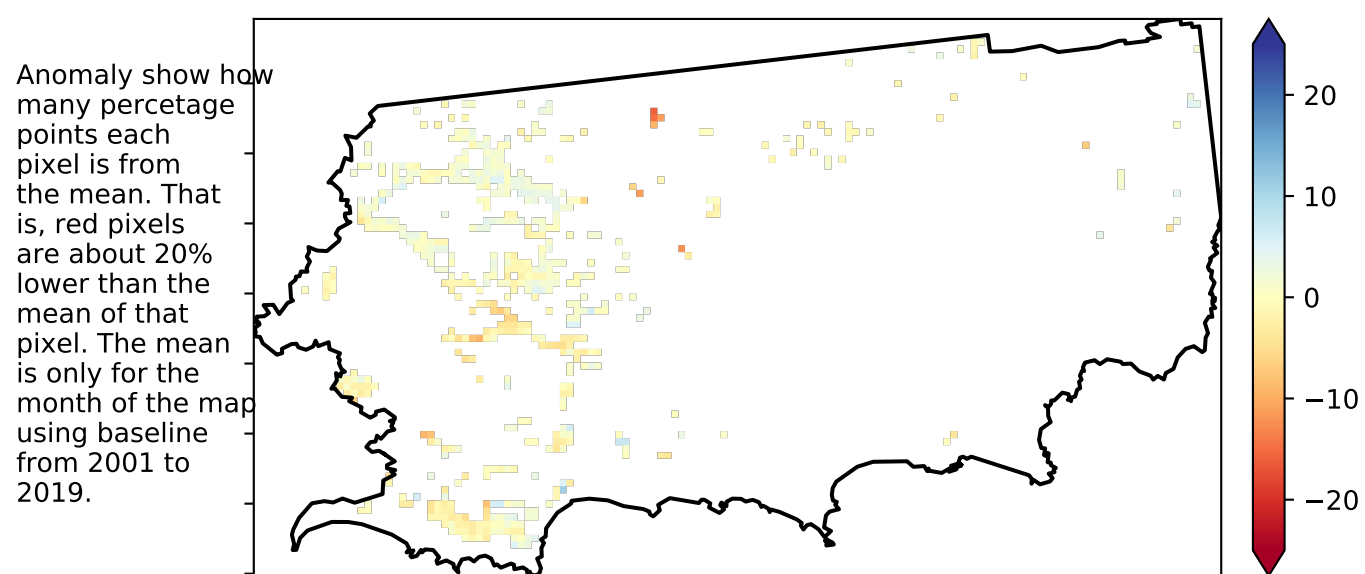 Anomaly show how
many percetage
points each
pixel is from
the mean. That
is, red pixels
are about 20%
lower than the
mean of that
pixel. The mean
is only for the
month of the map
using baseline
from 2001 to
2019.
20
10
0
−10
−20